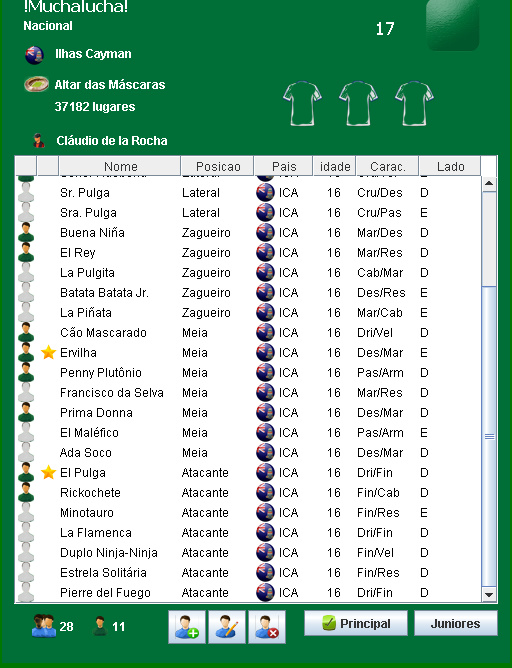 !Muchalucha!
Nacional
17
Ilhas Cayman
Altar das Máscaras
37182 lugares
Cláudio de la Rocha
Nome Posicao Pais idade Carac. Lado
Sr. Pulga Lateral ICA 16 Cru/Des D
Sra. Pulga Lateral ICA 16 Cru/Pas E
Buena Niña Zagueiro ICA 16 Mar/Des D
El Rey Zagueiro ICA 16 Mar/Res D
La Pulgita Zagueiro ICA 16 Cab/Mar D
Batata Batata Jr. Zagueiro ICA 16 Des/Res E
La Piñata Zagueiro ICA 16 Mar/Cab E
Cão Mascarado Meia ICA 16 Dri/Vel D
Ervilha Meia ICA 16 Des/Mar E
Penny Plutônio Meia ICA 16 Pas/Arm D
Francisco da Selva Meia ICA 16 Mar/Res D
Prima Donna Meia ICA 16 Des/Mar D
El Maléfico Meia ICA 16 Pas/Arm E
Ada Soco Meia ICA 16 Des/Mar D
El Pulga Atacante ICA 16 Dri/Fin D
Rickochete Atacante ICA 16 Fin/Cab D
Minotauro Atacante ICA 16 Fin/Res E
La Flamenca Atacante ICA 16 Dri/Fin D
Duplo Ninja-Ninja Atacante ICA 16 Fin/Vel D
Estrela Solitária Atacante ICA 16 Fin/Res D
Pierre del Fuego Atacante ICA 16 Dri/Fin D
28 11 Principal Juniores